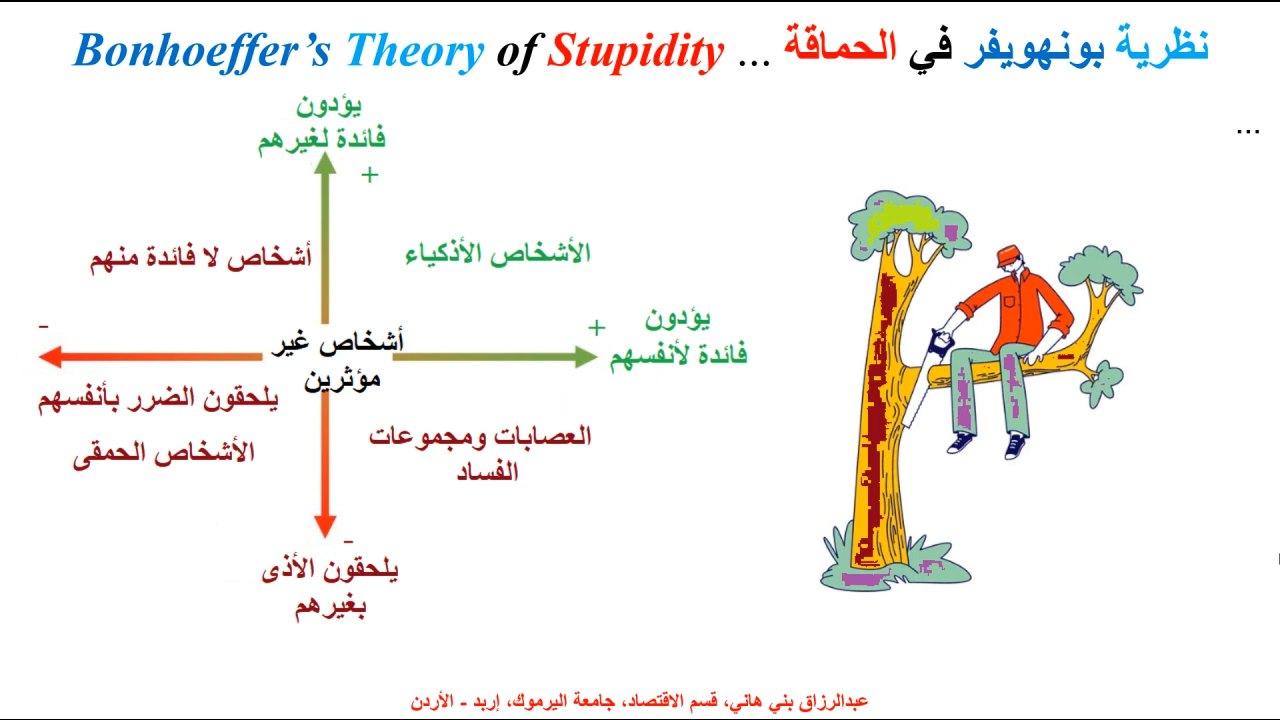 نظرية بونهويفر في الحماقة ... Bonhoeffer's Theory of Stupidity
...
يؤدون
فائدة لغيرهم
+
الأشخاص الأذكياء
أشخاص لا فائدة منهم
+
يؤدون
فائدة لأنفسهم
أشخاص غير
مؤثرين
-
يلحقون الضرر بأنفسهم
الأشخاص الحمقى
العصابات ومجموعات
الفساد
-
يلحقون الأذى
بغيرهم
عبدالرزاق بني هاني، قسم الاقتصاد، جامعة اليرموك، إربد - الأردن